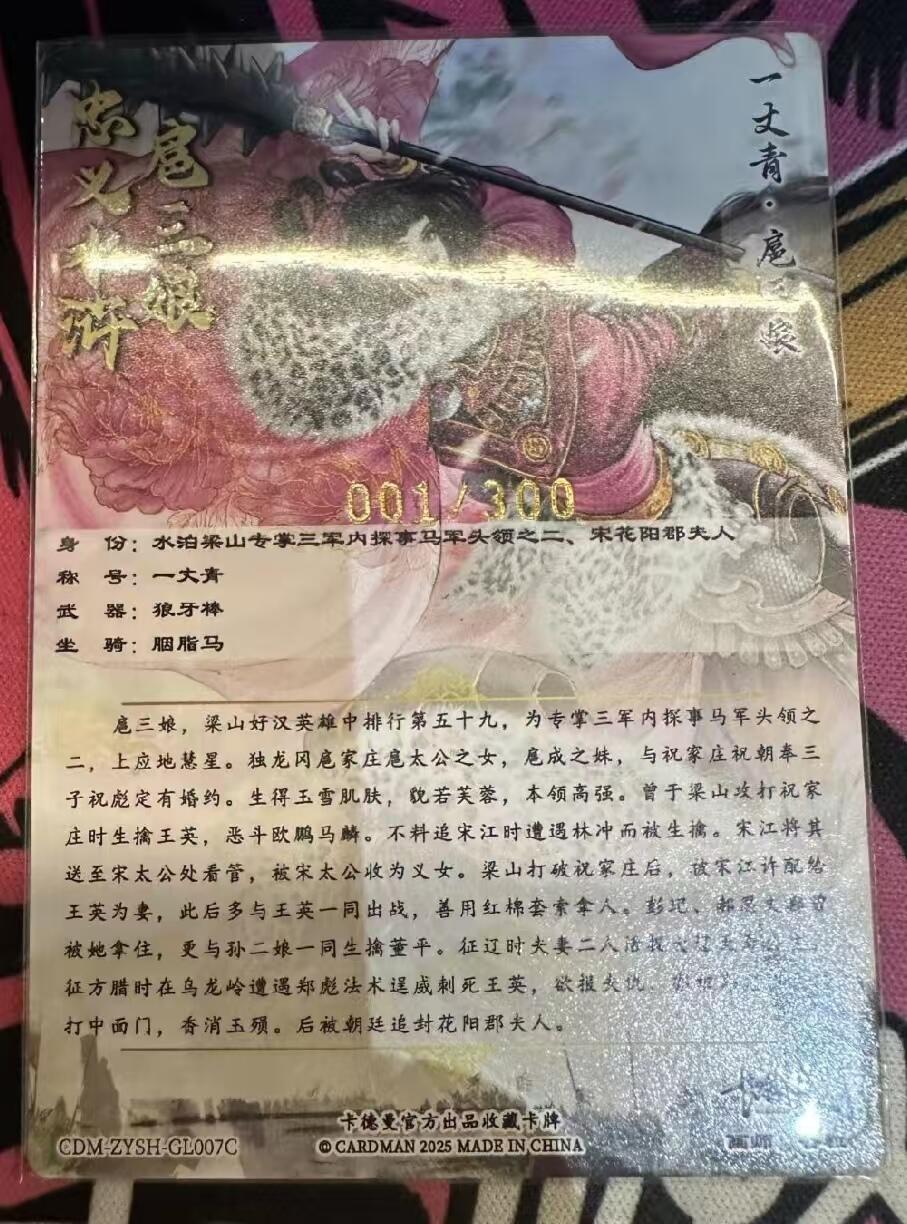 忠义水浒
扈三娘
一丈青·扈三娘
001/300
身 份：水泊梁山专掌三军内探事马军头领之二、宋花阳郡夫人
称 号：一丈青
武 器：狼牙棒
坐 骑：胭脂马
扈三娘，梁山好汉英雄中排行第五十九，为专掌三军内探事马军头领之
二，上应地慧星。独龙冈扈家庄扈太公之女，扈成之妹，与祝家庄祝朝奉三
子祝彪定有婚约。生得玉雪肌肤，貌若芙蓉，本领高强。曾于梁山攻打祝家
庄时生擒王英，恶斗欧鹏马麟。不料追宋江时遭遇林冲而被生擒。宋江将其
送至宋太公处看管，被宋太公收为义女。梁山打破祝家庄后，被宋江许配给
王英为妻，此后多与王英一同出战，善用红棉套索拿人。彭玘、郝思文都曾
被她拿住，更与孙二娘一同生擒董平。征辽时夫妻二人活捉
征方腊时在乌龙岭遭遇郑彪法术逞威刺死王英，欲报夫仇
打中面门，香消玉殒。后被朝廷追封花阳郡夫人。
卡德曼官方出品收藏卡牌
CDM-ZYSH-GL007C
© CARDMAN 2025 MADE IN CHINA